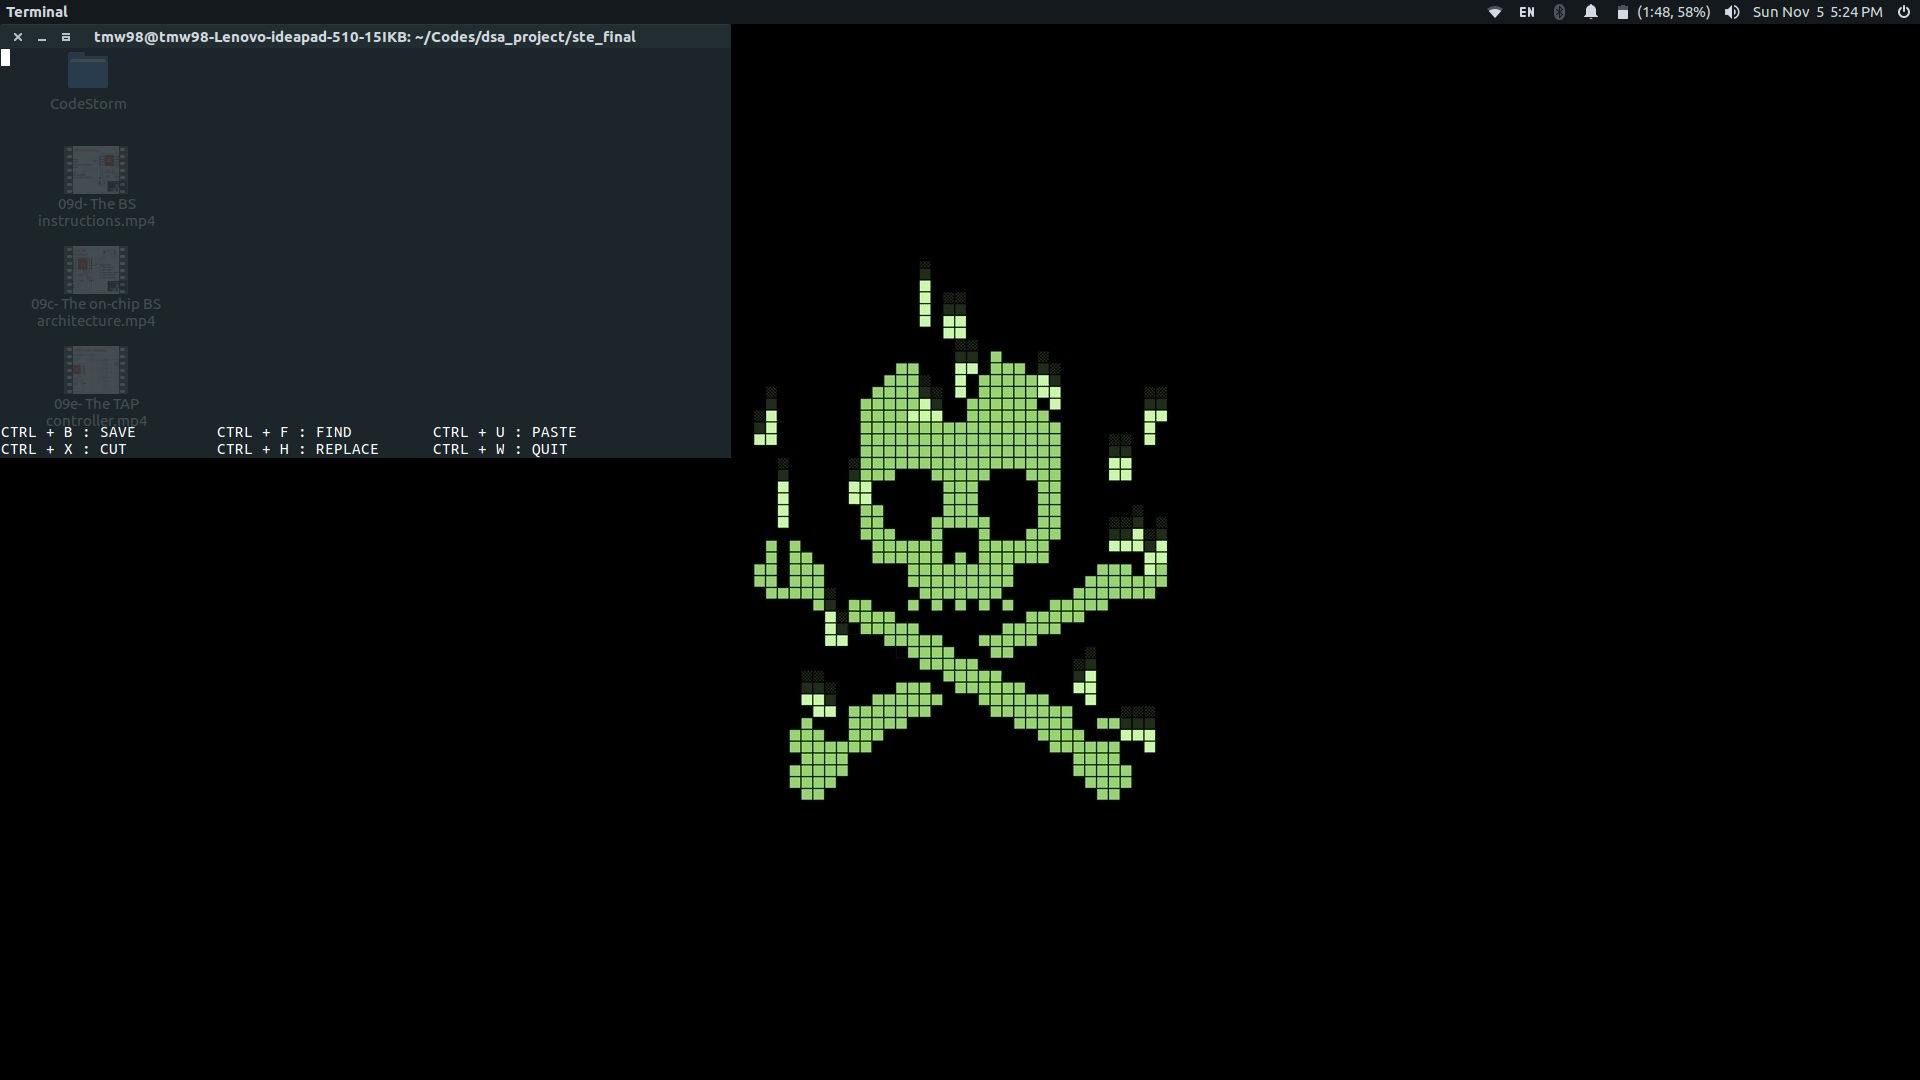 Terminal
EN
(1:48, 58%)
Sun Nov 5 5:24 PM
tmw98@tmw98-Lenovo-ideapad-510-15IKB: ~/Codes/dsa_project/ste_final
CodeStorm
09d- The BS
instructions.mp4
09c- The on-chip BS
architecture.mp4
09e- The TAP
controller.mp4
CTRL + B : SAVE CTRL + F : FIND CTRL + U : PASTE
CTRL + X : CUT CTRL + H : REPLACE CTRL + W : QUIT